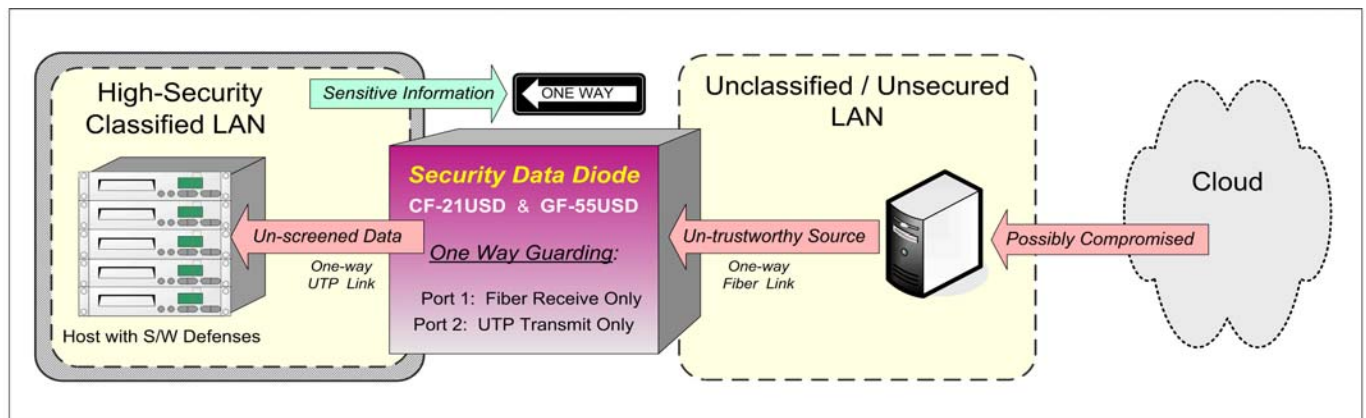 High-Security
Classified LAN
Sensitive Information
ONE WAY
Unclassified / Unsecured
LAN
Security Data Diode
CF-21USD & GF-55USD
One Way Guarding:
Port 1: Fiber Receive Only
Port 2: UTP Transmit Only
Un-screened Data
One-way
UTP Link
Host with S/W Defenses
Un-trustworthy Source
One-way
Fiber Link
Possibly Compromised
Cloud